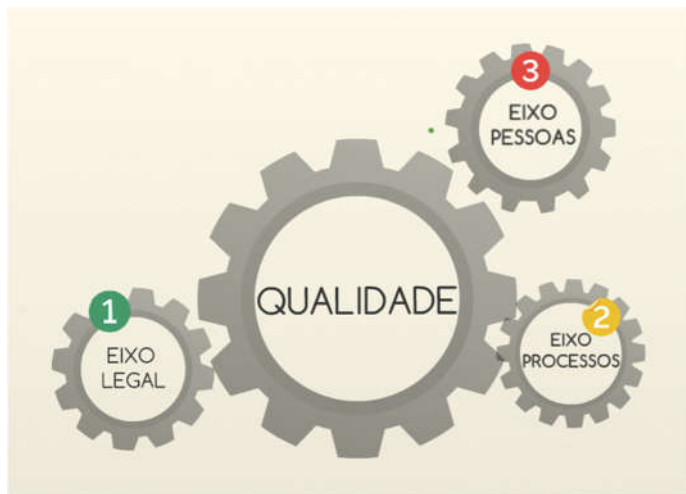 3
EIXO
PESSOAS
QUALIDADE
1
EIXO
LEGAL
2
EIXO
PROCESSOS